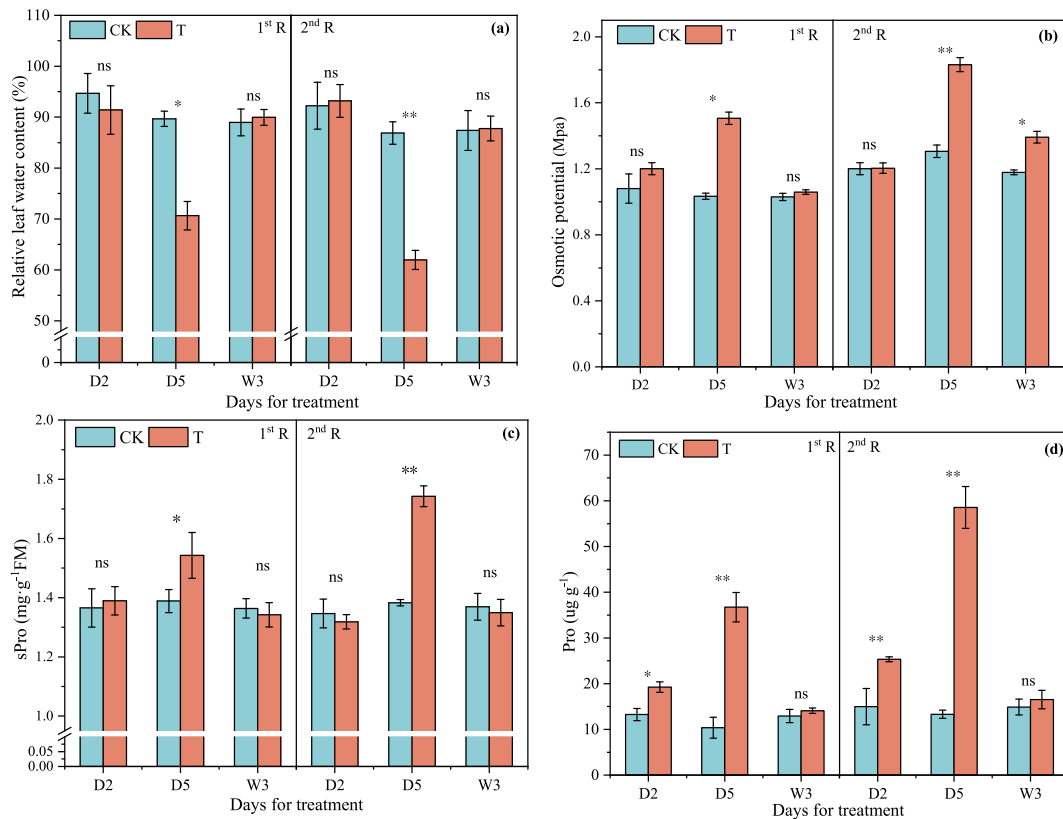 (a)
CK
T
1st R
2nd R
Relative leaf water content (%)
110
100
90
80
70
60
50
0
ns
*
ns
ns
**
ns
D2
D5
W3
D2
D5
W3
Days for treatment
(b)
CK
T
1st R
2nd R
Osmotic potential (Mpa)
2.0
1.6
1.2
0.8
0.4
0.0
ns
*
ns
ns
**
*
D2
D5
W3
D2
D5
W3
Days for treatment
(c)
CK
T
1st R
2nd R
sPro (mg·g-1FM)
2.0
1.8
1.6
1.4
1.2
1.0
0.05
0.00
ns
*
ns
ns
**
ns
D2
D5
W3
D2
D5
W3
Days for treatment
(d)
CK
T
1st R
2nd R
Pro (ug g-1)
70
60
50
40
30
20
10
0
*
**
ns
**
**
ns
D2
D5
W3
D2
D5
W3
Days for treatment